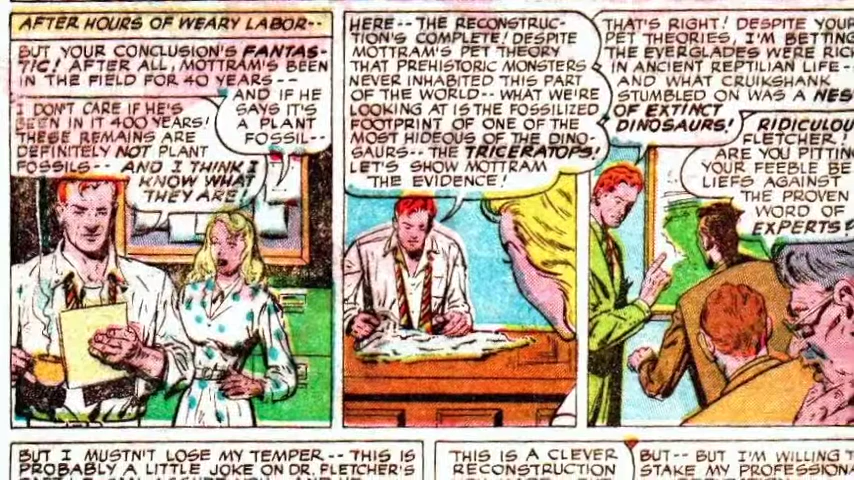 AFTER HOURS OF WEARY LABOR--
BUT YOUR CONCLUSION'S FANTAS-
TIC! AFTER ALL, MOTTRAM'S BEEN
IN THE FIELD FOR 40 YEARS--
AND IF HE
SAYS IT'S
A PLANT
FOSSIL--
I DON'T CARE IF HE'S
BEEN IN IT 400 YEARS!
THESE REMAINS ARE
DEFINITELY NOT PLANT
FOSSILS-- AND I THINK I
KNOW WHAT
THEY ARE!
HERE-- THE RECONSTRUC-
TION'S COMPLETE! DESPITE
MOTTRAM'S PET THEORY
THAT PREHISTORIC MONSTERS
NEVER INHABITED THIS PART
OF THE WORLD-- WHAT WE'RE
LOOKING AT IS THE FOSSILIZED
FOOTPRINT OF ONE OF THE
MOST HIDEOUS OF THE DINO-
SAURS-- THE TRICERATOPS!
LET'S SHOW MOTTRAM
THE EVIDENCE!
THAT'S RIGHT! DESPITE YOUR
PET THEORIES, I'M BETTING
THE EVERGLADES WERE RICH
IN ANCIENT REPTILIAN LIFE--
AND WHAT CRUIKSHANK
STUMBLED ON WAS A NES
OF EXTINCT
DINOSAURS!
RIDICULOU
FLETCHER!
ARE YOU PITTIN
YOUR FEEBLE BE
LIEFS AGAINST
THE PROVEN
WORD OF
EXPERTS?
BUT I MUSTN'T LOSE MY TEMPER-- THIS IS
PROBABLY A LITTLE JOKE ON DR. FLETCHER'S
THIS IS A CLEVER
RECONSTRUCTION
BUT-- BUT I'M WILLING T
STAKE MY PROFESSIONA